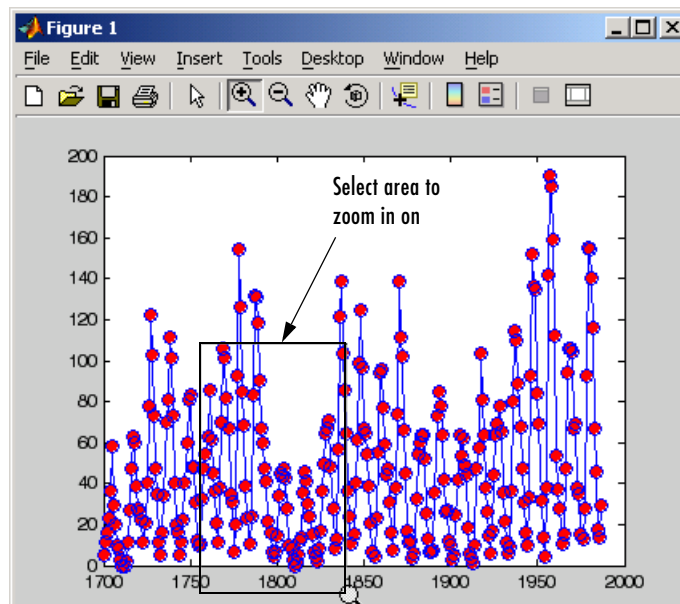 Figure 1
File Edit View Insert Tools Desktop Window Help
200
180
160
140
120
100
80
60
40
20
0
Select area to
zoom in on
1700 1750 1800 1850 1900 1950 2000